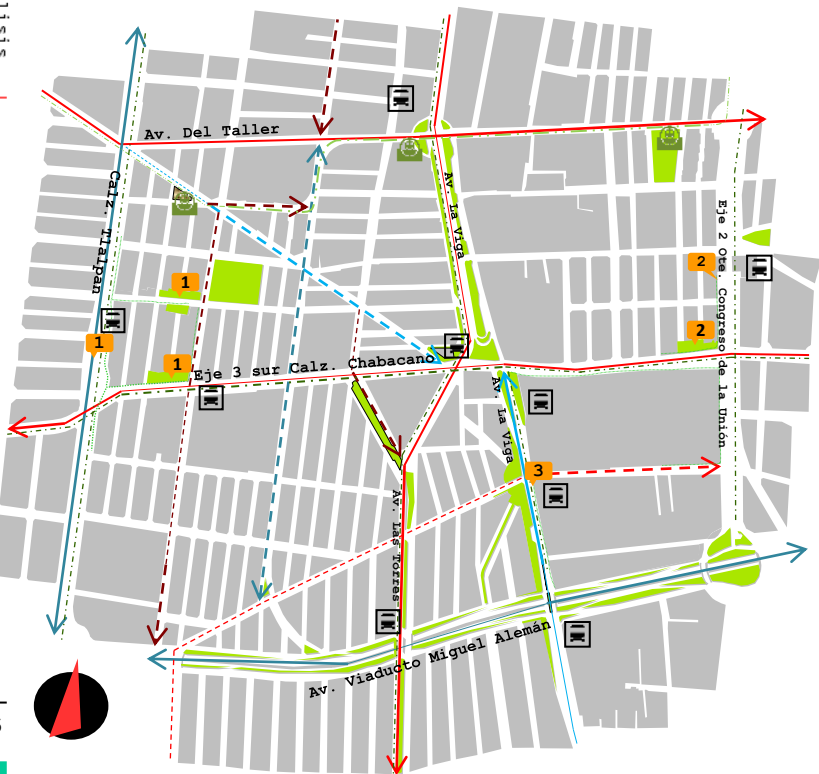 lisis
Av. Del Taller
Calz. Tlalpan
Av. La Viga
Eje 2 Ote. Congreso de la Unión
2
1
1
2
1
Eje 3 sur Calz. Chabacano
Av. La Viga
3
Av. Las Torres
Av. Viaducto Miguel Alemán